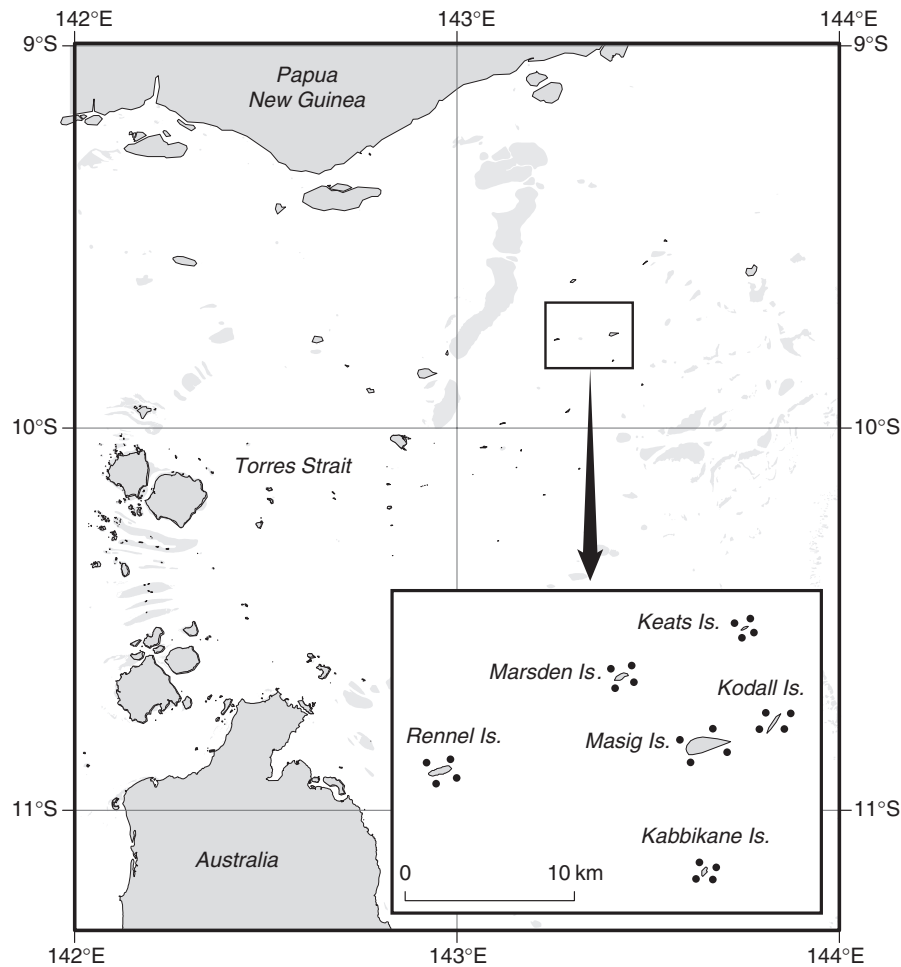 142°E
143°E
144°E
9°S
9°S
Papua
New Guinea
10°S
10°S
Torres Strait
Keats Is.
Marsden Is.
Kodall Is.
Rennel Is.
Masig Is.
11°S
11°S
Kabbikane Is.
Australia
0
10 km
142°E
143°E
144°E